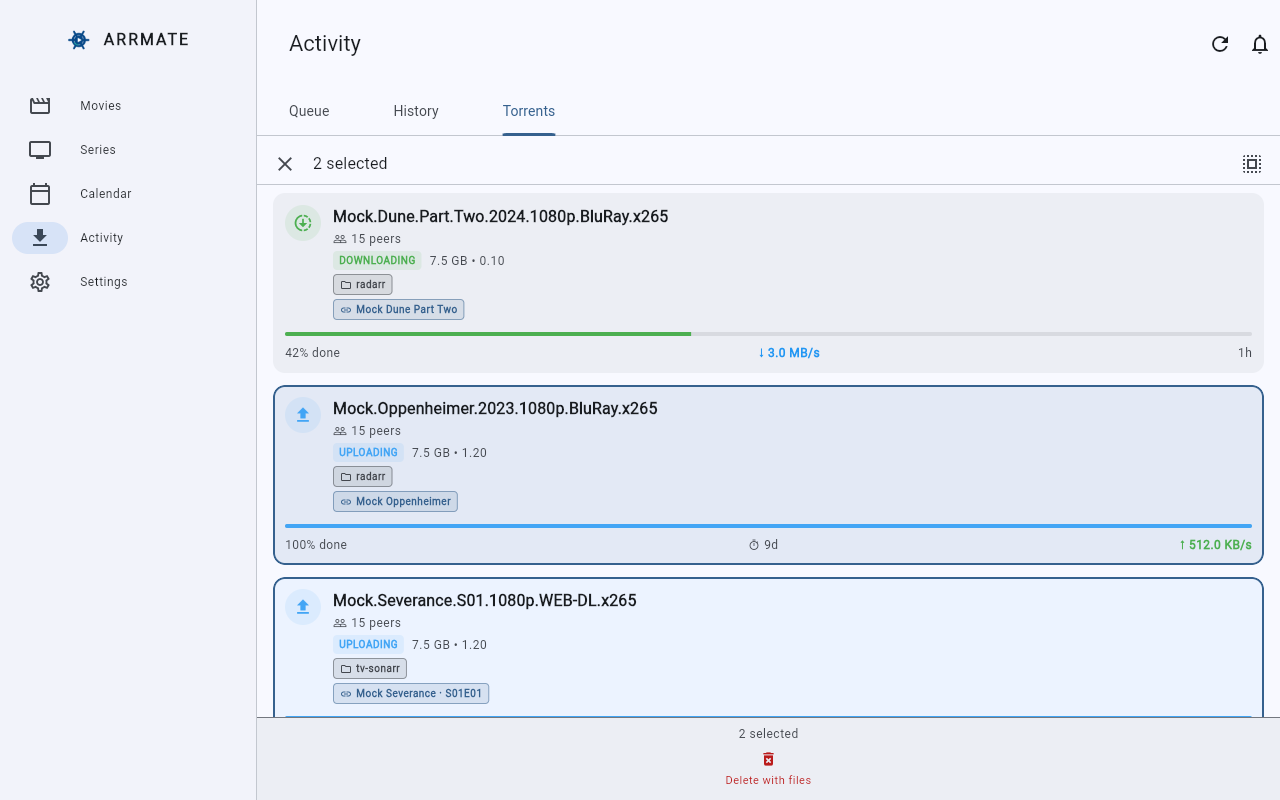 ARRMATE
Movies
Series
Calendar
Activity
Settings
Activity
Queue
History
Torrents
2 selected
Mock.Dune.Part.Two.2024.1080p.BluRay.x265
15 peers
DOWNLOADING 7.5 GB • 0.10
radarr
Mock Dune Part Two
42% done ↓ 3.0 MB/s 1h
Mock.Oppenheimer.2023.1080p.BluRay.x265
15 peers
UPLOADING 7.5 GB • 1.20
radarr
Mock Oppenheimer
100% done 9d ↑ 512.0 KB/s
Mock.Severance.S01.1080p.WEB-DL.x265
15 peers
UPLOADING 7.5 GB • 1.20
tv-sonarr
Mock Severance · S01E01
2 selected
Delete with files